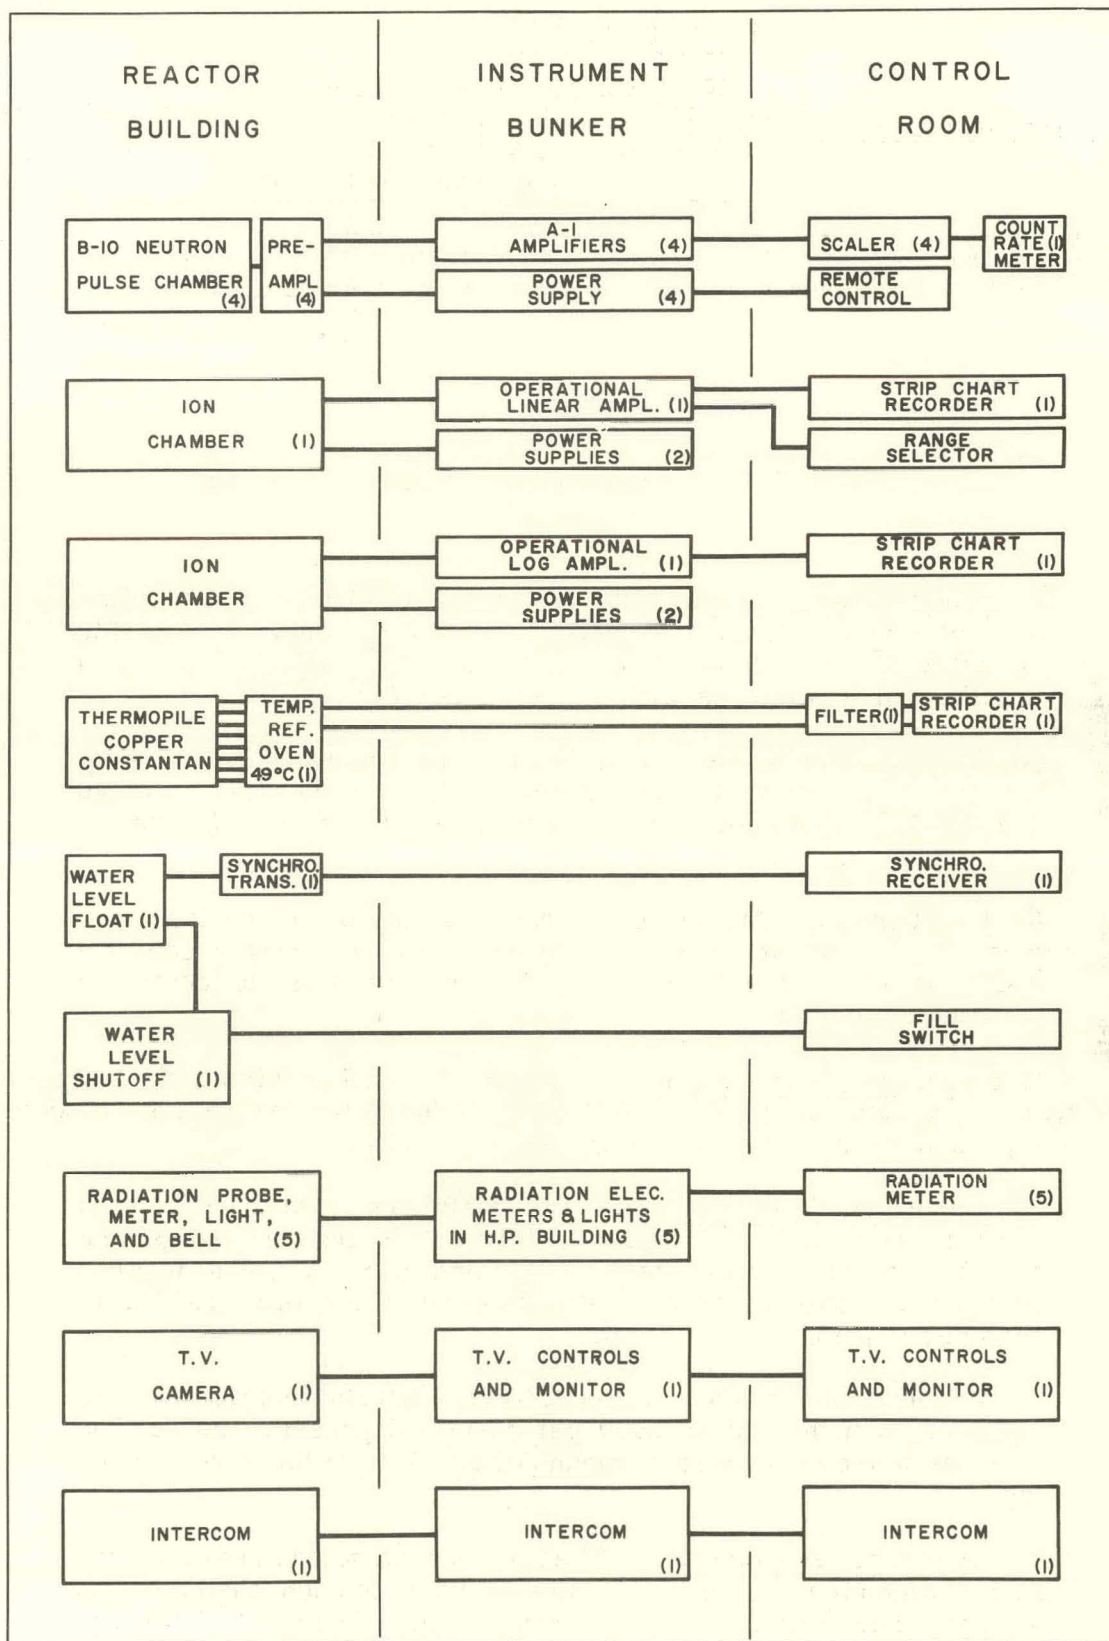 REACTOR
BUILDING
INSTRUMENT
BUNKER
CONTROL
ROOM
B-10 NEUTRON
PULSE CHAMBER
(4)
PRE-
AMPL
(4)
A-1
AMPLIFIERS (4)
POWER
SUPPLY (4)
SCALER (4)
COUNT
RATE (1)
METER
REMOTE
CONTROL
ION
CHAMBER (1)
OPERATIONAL
LINEAR AMPL. (1)
POWER
SUPPLIES (2)
STRIP CHART
RECORDER (1)
RANGE
SELECTOR
ION
CHAMBER
OPERATIONAL
LOG AMPL. (1)
POWER
SUPPLIES (2)
STRIP CHART
RECORDER (1)
THERMOPILE
COPPER
CONSTANTAN
TEMP.
REF.
OVEN
49°C (1)
FILTER (1)
STRIP CHART
RECORDER (1)
WATER
LEVEL
FLOAT (1)
SYNCHRO.
TRANS. (1)
SYNCHRO.
RECEIVER (1)
WATER
LEVEL
SHUTOFF (1)
FILL
SWITCH
RADIATION PROBE,
METER, LIGHT,
AND BELL (5)
RADIATION ELEC.
METERS & LIGHTS
IN H.P. BUILDING (5)
RADIATION
METER (5)
T.V.
CAMERA (1)
T.V. CONTROLS
AND MONITOR (1)
T.V. CONTROLS
AND MONITOR (1)
INTERCOM
(1)
INTERCOM
(1)
INTERCOM
(1)